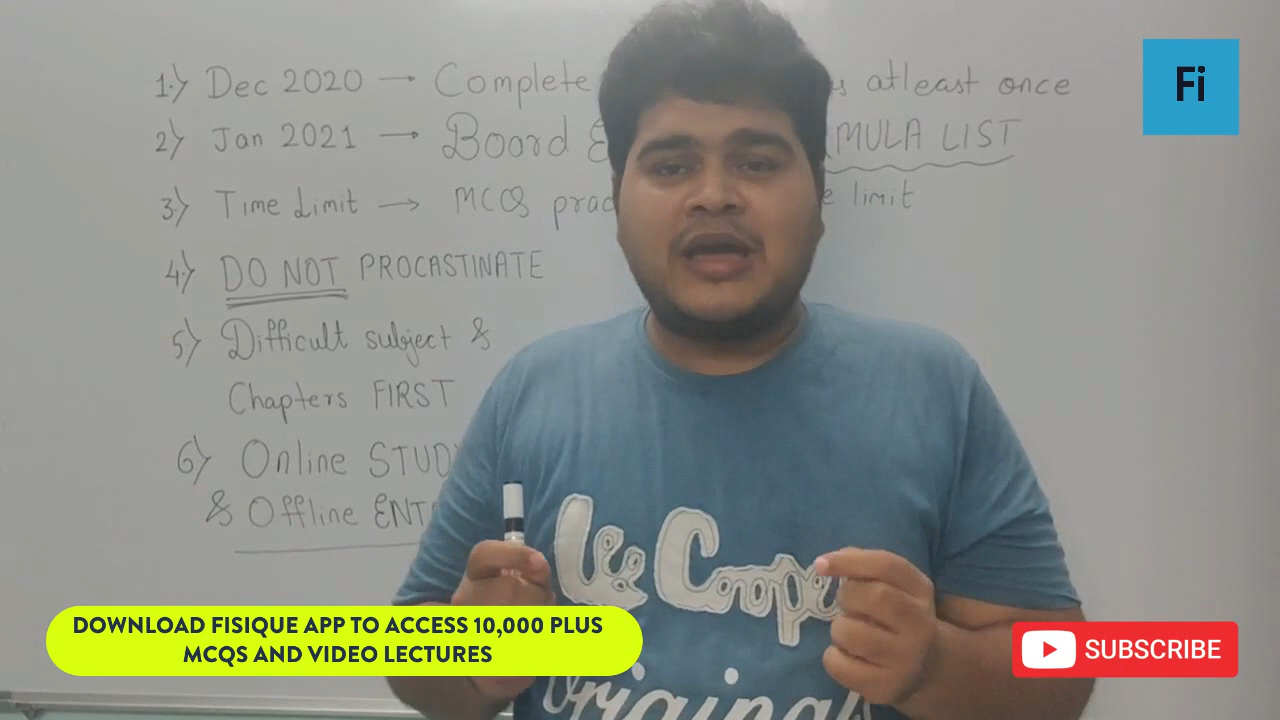 1.) Dec 2020 → Complete atleast once
2) Jan 2021 → Board MULA LIST
3.) Time Limit → MCQS limit
4.) DO NOT PROCASTINATE
5) Difficult subject &
Chapters FIRST
6) Online STUD
& Offline ENT
Fi
Lee Cooper
Originals
DOWNLOAD FISIQUE APP TO ACCESS 10,000 PLUS
MCQS AND VIDEO LECTURES
SUBSCRIBE